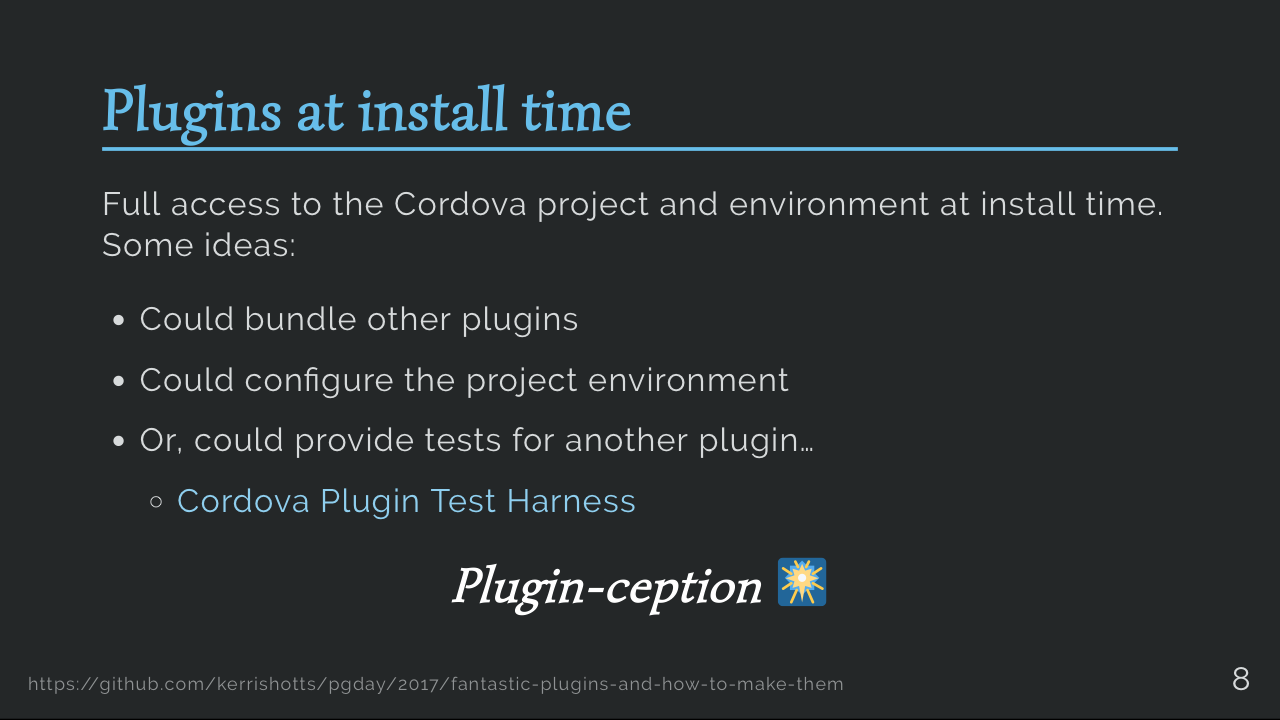 Plugins at install time
Full access to the Cordova project and environment at install time.
Some ideas:
• Could bundle other plugins
• Could configure the project environment
• Or, could provide tests for another plugin…
◦ Cordova Plugin Test Harness
Plugin-ception
https://github.com/kerrishotts/pgday/2017/fantastic-plugins-and-how-to-make-them
8